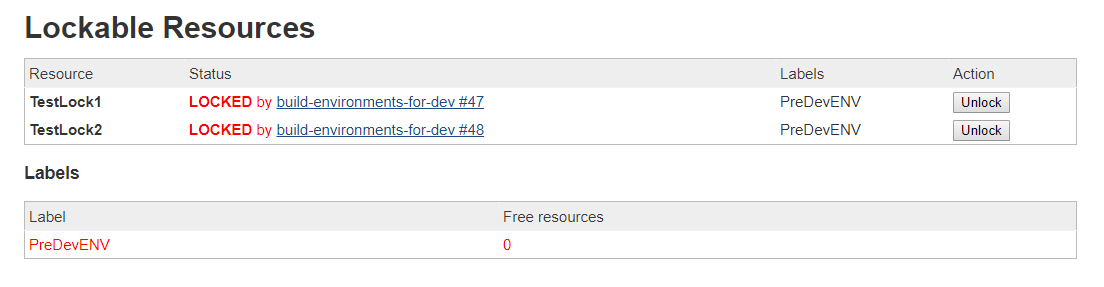 Lockable Resources
Resource Status Labels Action
TestLock1 LOCKED by build-environments-for-dev #47 PreDevENV Unlock
TestLock2 LOCKED by build-environments-for-dev #48 PreDevENV Unlock
Labels
Label Free resources
PreDevENV 0